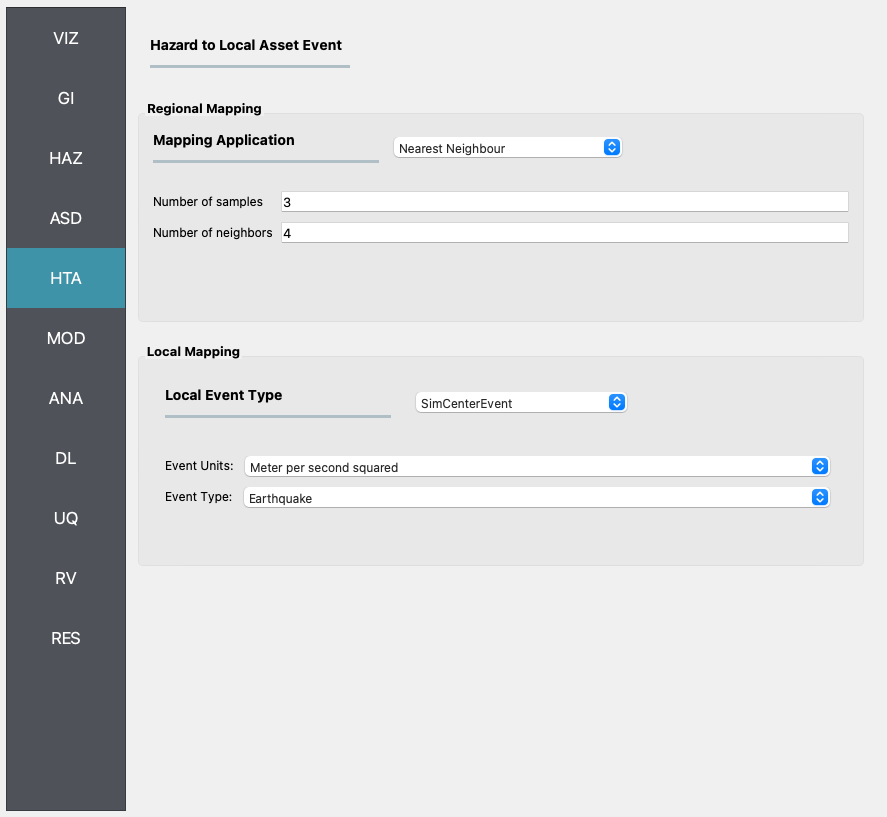 VIZ
GI
HAZ
ASD
HTA
MOD
ANA
DL
UQ
RV
RES
Hazard to Local Asset Event
Regional Mapping
Mapping Application
Nearest Neighbour
Number of samples 3
Number of neighbors 4
Local Mapping
Local Event Type
SimCenterEvent
Event Units: Meter per second squared
Event Type: Earthquake